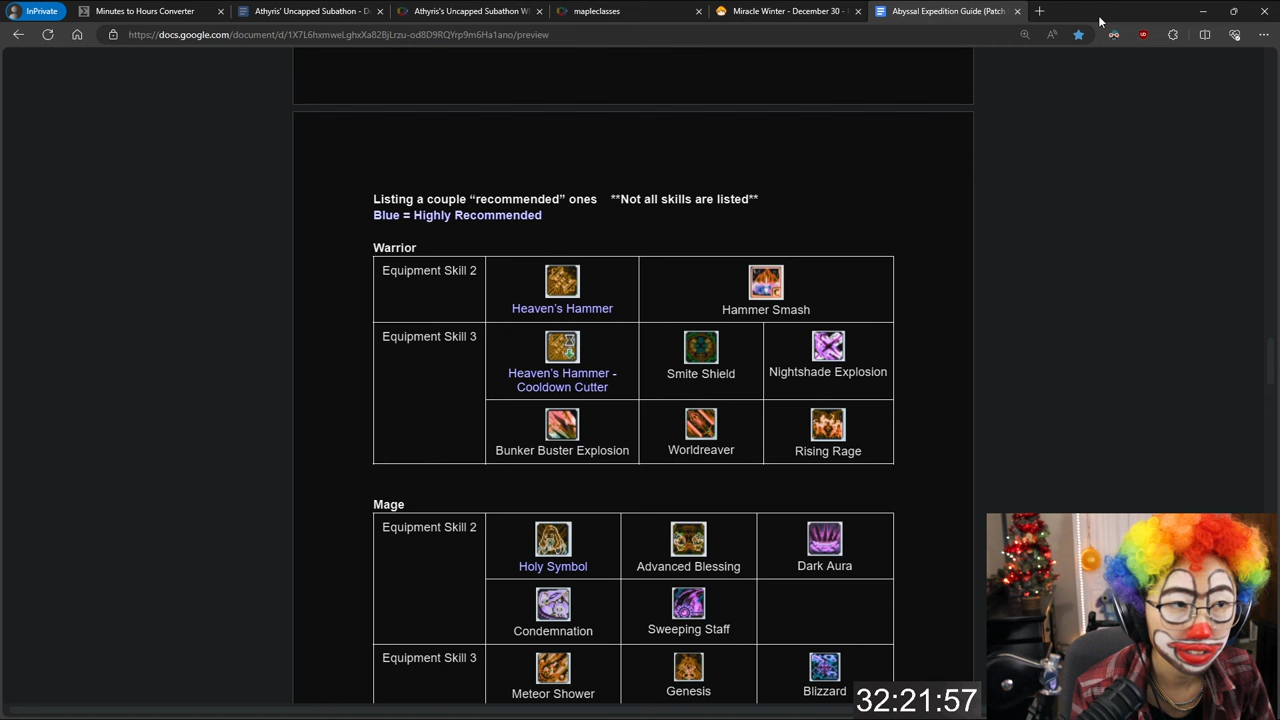 InPrivate
Minutes to Hours Converter
Athyris' Uncapped Subathon - D
Athyris's Uncapped Subathon W
mapleclasses
Miracle Winter - December 30 -
Abyssal Expedition Guide (Patch
https://docs.google.com/document/d/1X7L6hxmweLghxXa82BjLrzu-od8D9RQYrp9m6Ha1ano/preview
Listing a couple “recommended” ones **Not all skills are listed**
Blue = Highly Recommended
Warrior
Equipment Skill 2
Heaven's Hammer
Hammer Smash
Equipment Skill 3
Heaven's Hammer -
Cooldown Cutter
Smite Shield
Nightshade Explosion
Bunker Buster Explosion
Worldreaver
Rising Rage
Mage
Equipment Skill 2
Holy Symbol
Advanced Blessing
Dark Aura
Condemnation
Sweeping Staff
Equipment Skill 3
Meteor Shower
Genesis
Blizzard
32:21:57